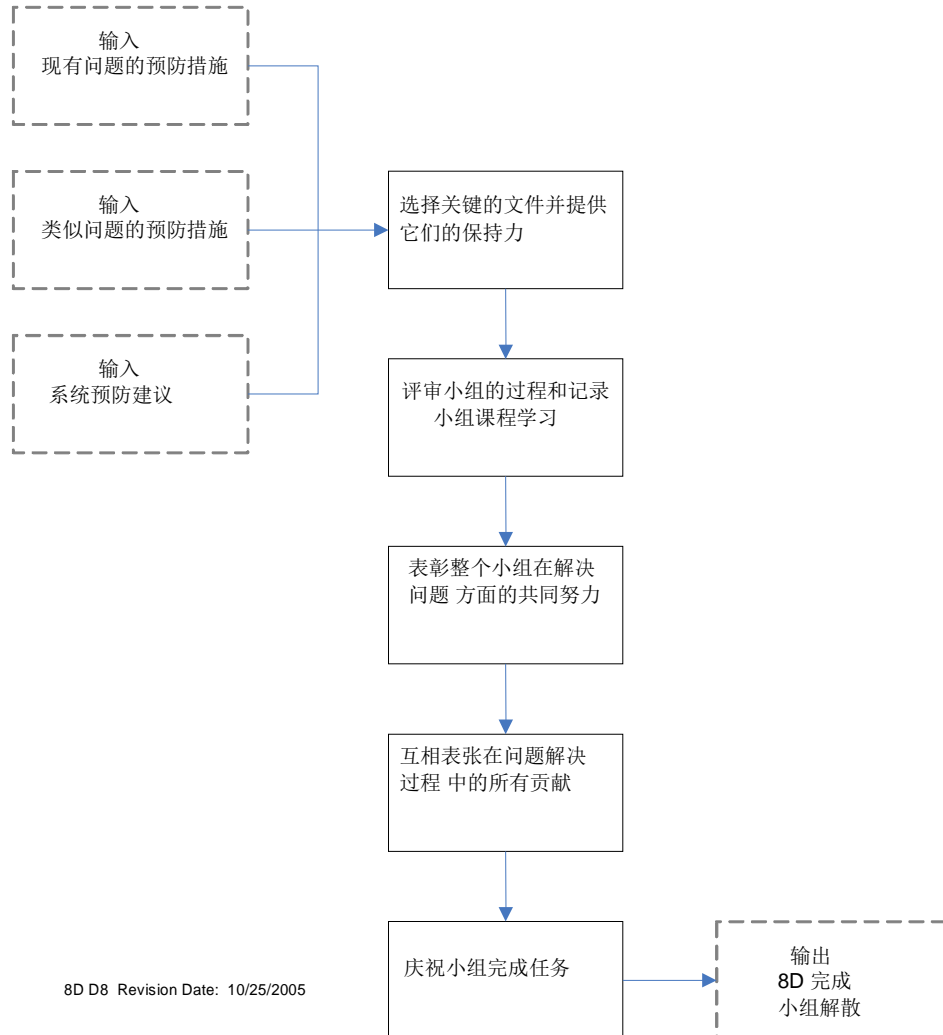 输入
现有问题的预防措施
输入
类似问题的预防措施
选择关键的文件并提供
它们的保持力
输入
系统预防建议
评审小组的过程和记录
小组课程学习
表彰整个小组在解决
问题 方面的共同努力
互相表张在问题解决
过程 中的所有贡献
庆祝小组完成任务
输出
8D 完成
小组解散
8D D8 Revision Date: 10/25/2005